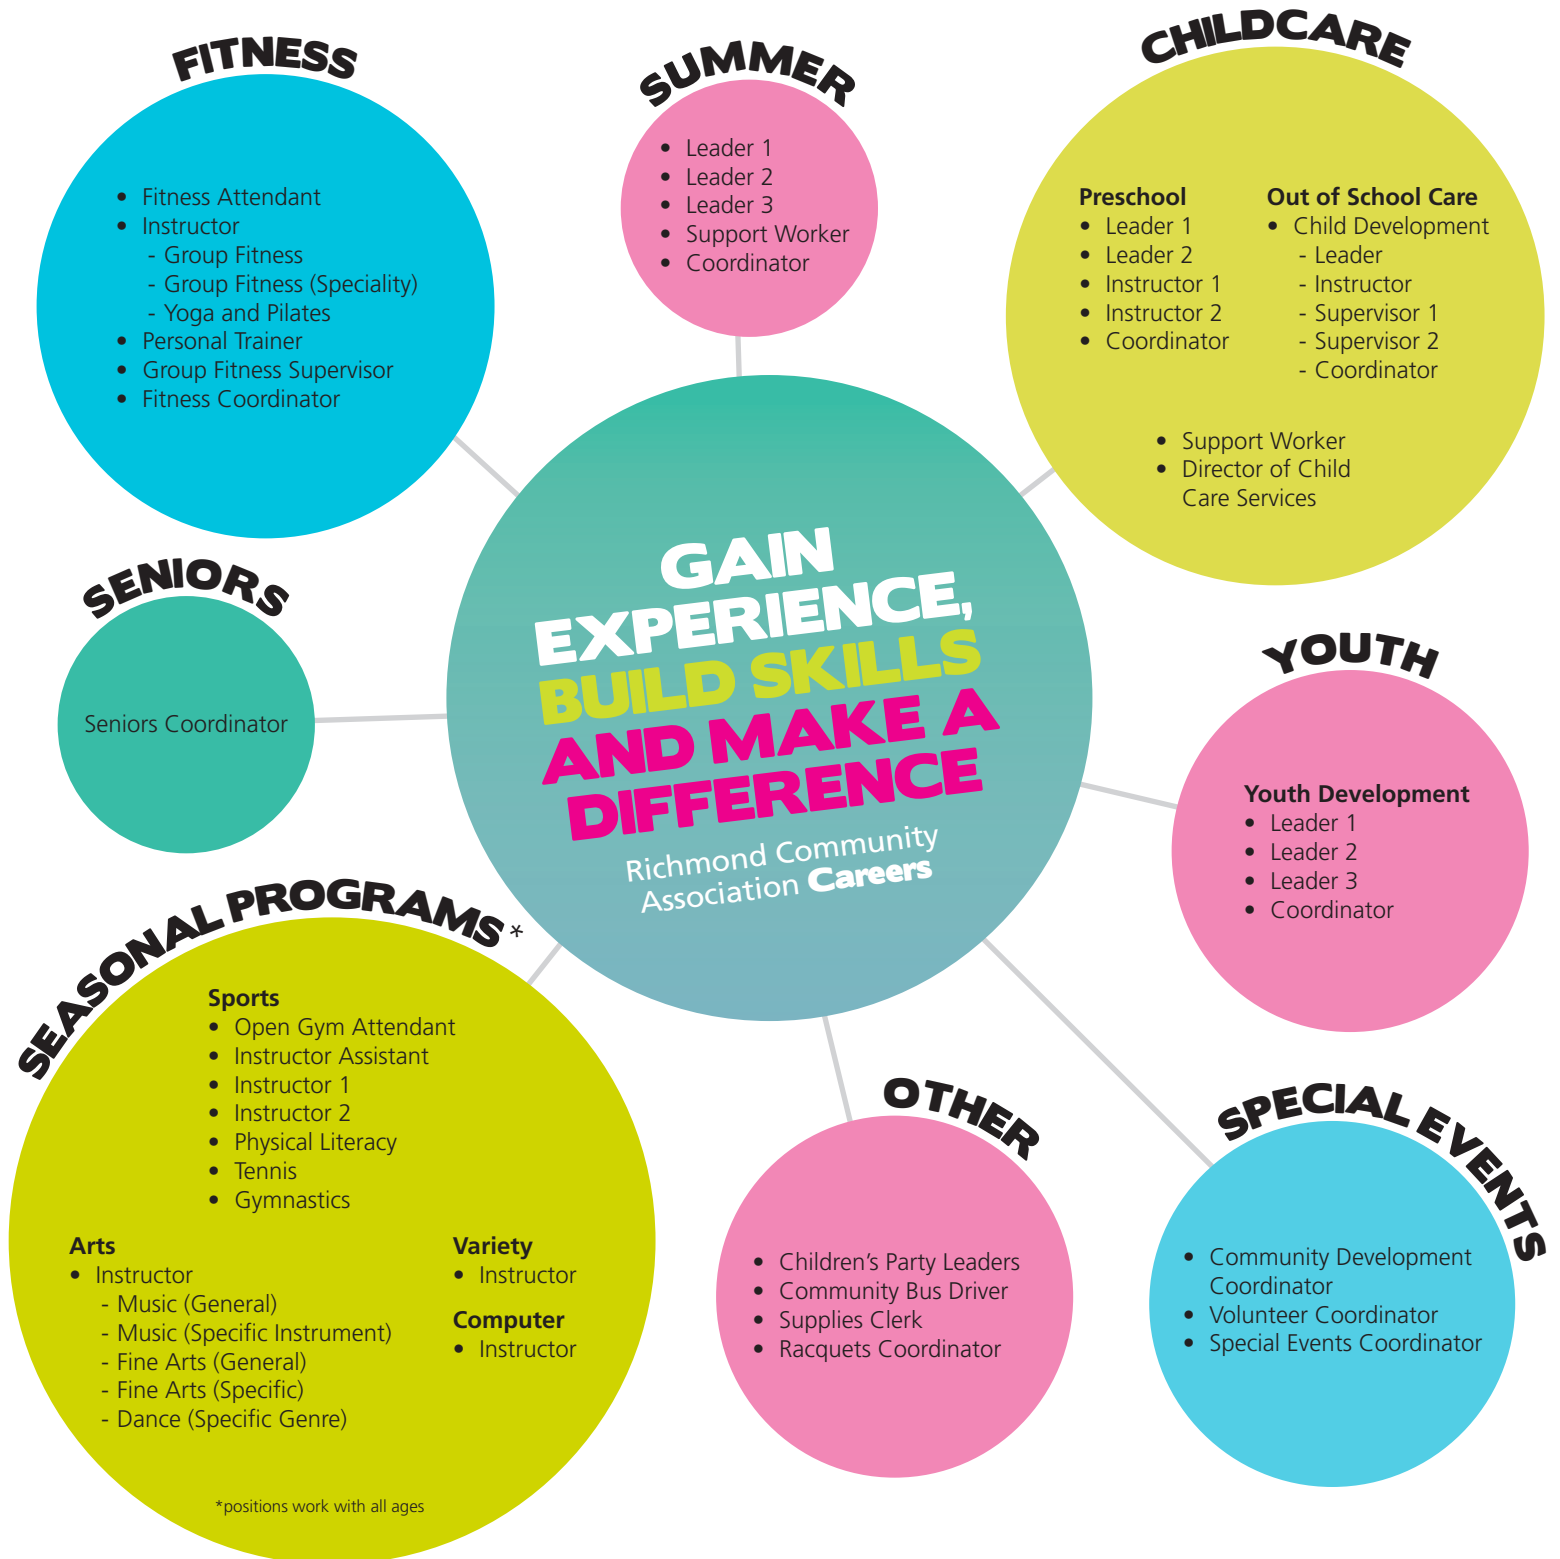 FITNESS
• Fitness Attendant
• Instructor
- Group Fitness
- Group Fitness (Speciality)
- Yoga and Pilates
• Personal Trainer
• Group Fitness Supervisor
• Fitness Coordinator
SUMMER
• Leader 1
• Leader 2
• Leader 3
• Support Worker
• Coordinator
CHILDCARE
Preschool
• Leader 1
• Leader 2
• Instructor 1
• Instructor 2
• Coordinator
Out of School Care
• Child Development
- Leader
- Instructor
- Supervisor 1
- Supervisor 2
- Coordinator
• Support Worker
• Director of Child
Care Services
GAIN
EXPERIENCE,
BUILD SKILLS
AND MAKE A
DIFFERENCE
Richmond Community
Association Careers
SENIORS
Seniors Coordinator
YOUTH
Youth Development
• Leader 1
• Leader 2
• Leader 3
• Coordinator
SEASONAL PROGRAMS*
Sports
• Open Gym Attendant
• Instructor Assistant
• Instructor 1
• Instructor 2
• Physical Literacy
• Tennis
• Gymnastics
Arts
• Instructor
- Music (General)
- Music (Specific Instrument)
- Fine Arts (General)
- Fine Arts (Specific)
- Dance (Specific Genre)
Variety
• Instructor
Computer
• Instructor
*positions work with all ages
OTHER
• Children’s Party Leaders
• Community Bus Driver
• Supplies Clerk
• Racquets Coordinator
SPECIAL EVENTS
• Community Development
Coordinator
• Volunteer Coordinator
• Special Events Coordinator